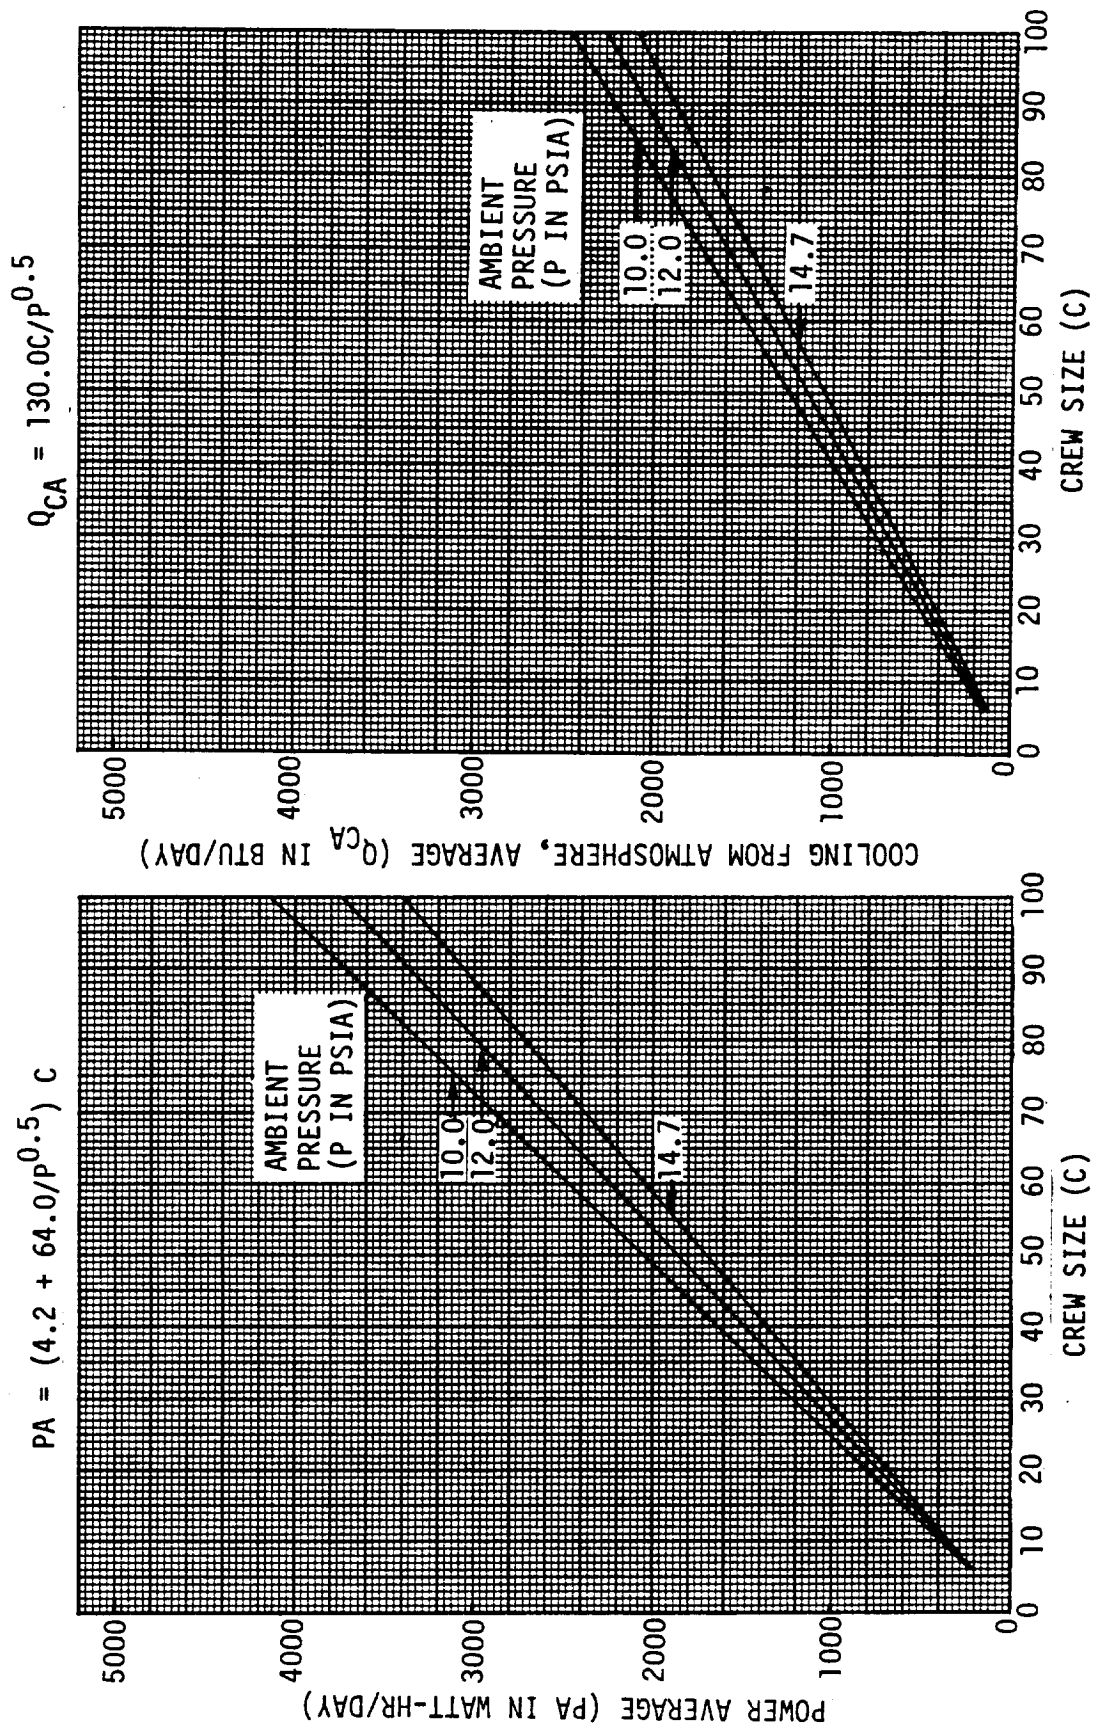 PA = (4.2 + 64.0/P^0.5) C
POWER AVERAGE (PA IN WATT-HR/DAY)
5000
4000
3000
2000
1000
0
AMBIENT
PRESSURE
(P IN PSIA)
10.0
12.0
14.7
0 10 20 30 40 50 60 70 80 90 100
CREW SIZE (C)
Q_CA = 130.0C/P^0.5
COOLING FROM ATMOSPHERE, AVERAGE (Q_CA IN BTU/DAY)
5000
4000
3000
2000
1000
0
AMBIENT
PRESSURE
(P IN PSIA)
10.0
12.0
14.7
0 10 20 30 40 50 60 70 80 90 100
CREW SIZE (C)